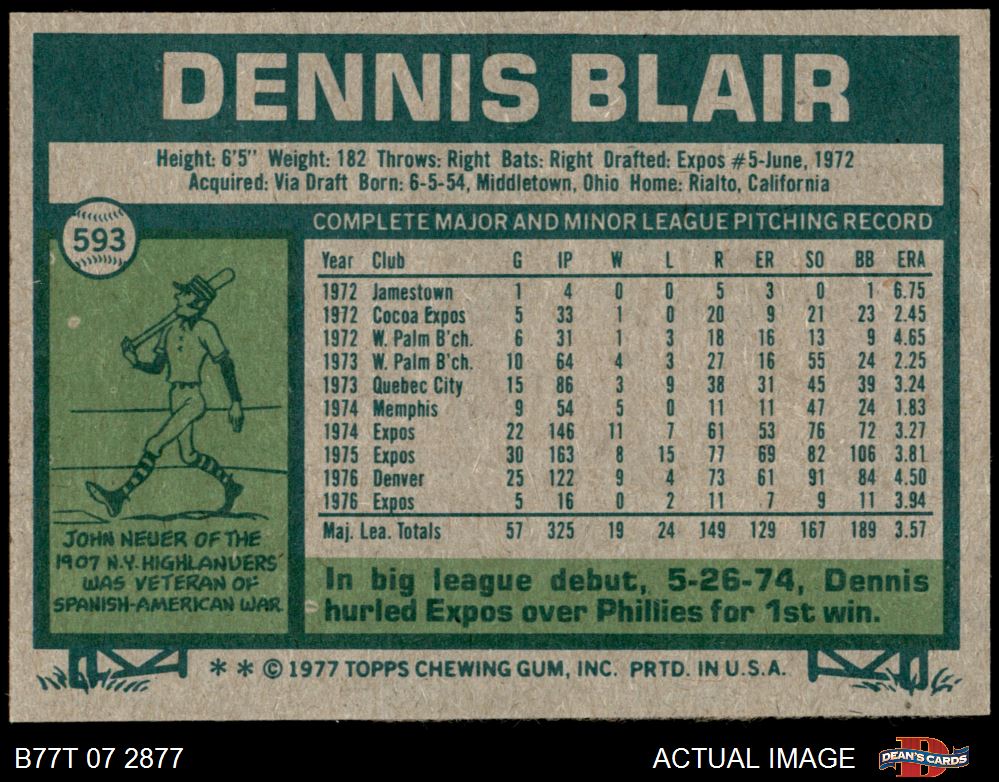 DENNIS BLAIR
Height: 6'5" Weight: 182 Throws: Right Bats: Right Drafted: Expos #5-June, 1972
Acquired: Via Draft Born: 6-5-54, Middletown, Ohio Home: Rialto, California
593
COMPLETE MAJOR AND MINOR LEAGUE PITCHING RECORD
Year Club G IP W L R ER SO BB ERA
1972 Jamestown 1 4 0 0 5 3 0 1 6.75
1972 Cocoa Expos 5 33 1 0 20 9 21 23 2.45
1972 W. Palm B'ch. 6 31 1 3 18 16 13 9 4.65
1973 W. Palm B'ch. 10 64 4 3 27 16 55 24 2.25
1973 Quebec City 15 86 3 9 38 31 45 39 3.24
1974 Memphis 9 54 5 0 11 11 47 24 1.83
1974 Expos 22 146 11 7 61 53 76 72 3.27
1975 Expos 30 163 8 15 77 69 82 106 3.81
1976 Denver 25 122 9 4 73 61 91 84 4.50
1976 Expos 5 16 0 2 11 7 9 11 3.94
Maj. Lea. Totals 57 325 19 24 149 129 167 189 3.57
JOHN NEUER OF THE
1907 N.Y. HIGHLANDERS'
WAS VETERAN OF
SPANISH-AMERICAN WAR.
In big league debut, 5-26-74, Dennis
hurled Expos over Phillies for 1st win.
* * © 1977 TOPPS CHEWING GUM, INC. PRTD. IN U.S.A.
B77T 07 2877
ACTUAL IMAGE
DEAN'S CARDS